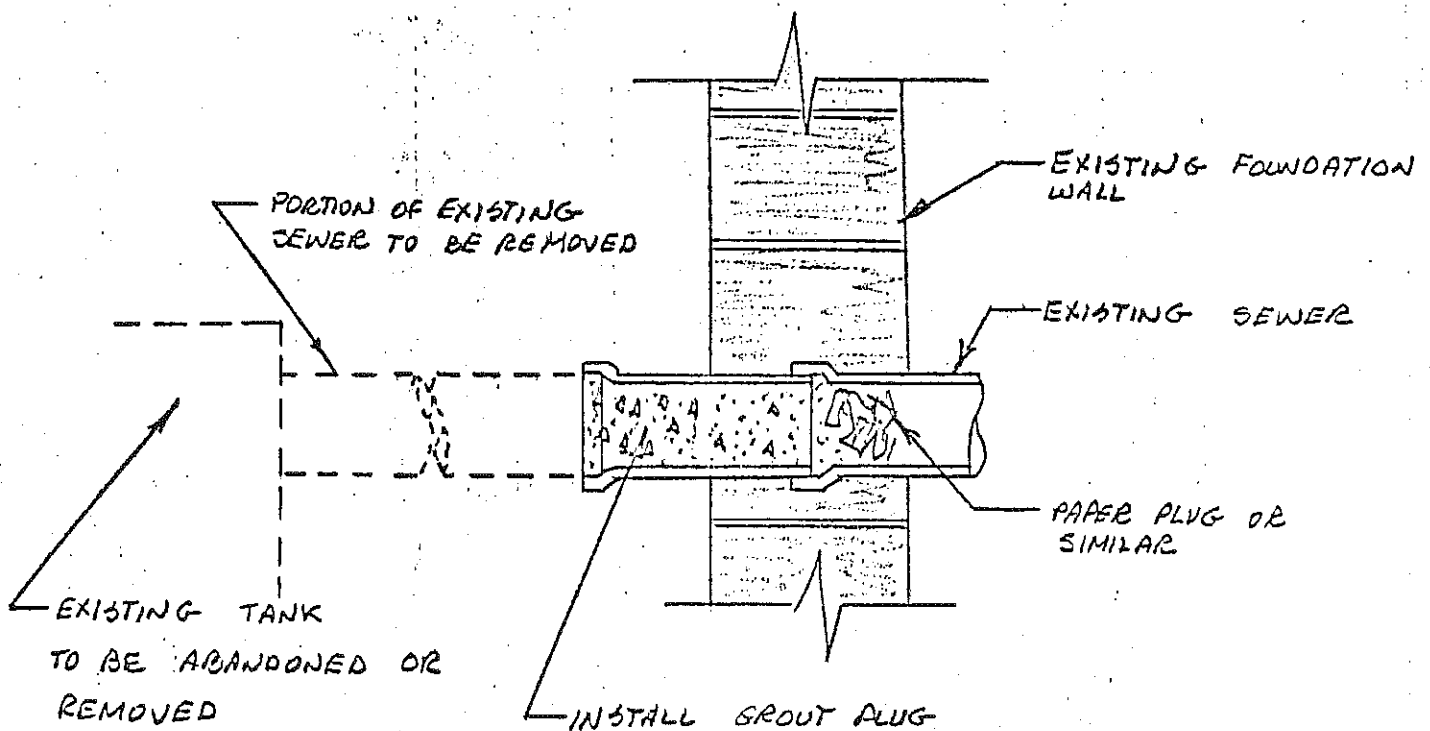 EXISTING FOUNDATION
WALL
PORTION OF EXISTING
SEWER TO BE REMOVED
EXISTING SEWER
PAPER PLUG OR
SIMILAR
EXISTING TANK
TO BE ABANDONED OR
REMOVED
INSTALL GROUT PLUG